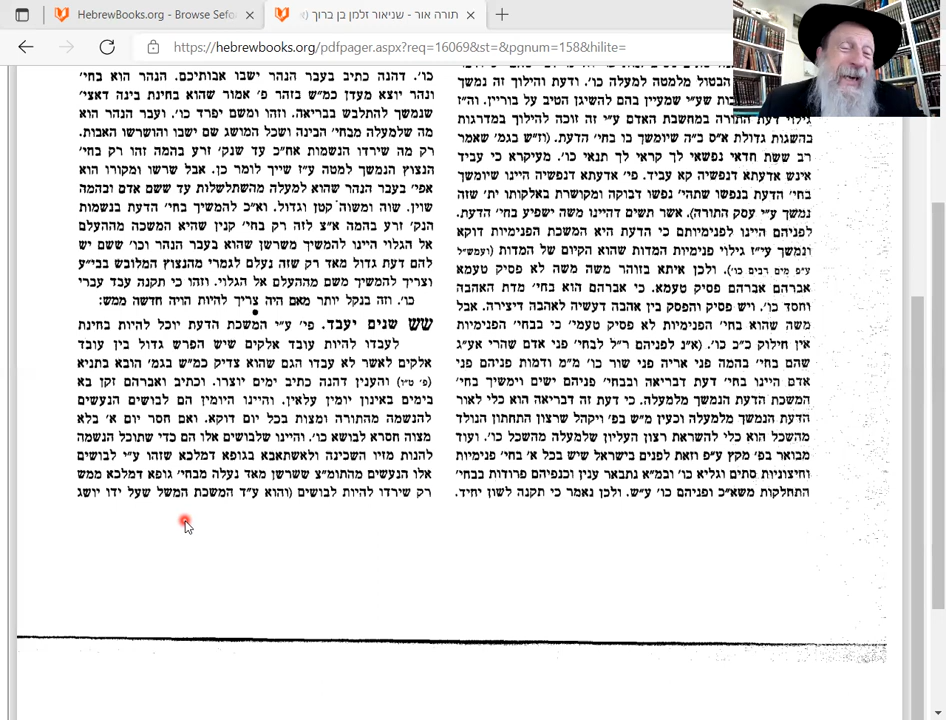 HebrewBooks.org - Browse Sefo
תורה אור - שניאור זלמן בן ברוך
https://hebrewbooks.org/pdfpager.aspx?req=16069&st=&pgnum=158&hilite=
הבטול מלמטה למעלה כו'. ודעת והילוך זה נמשך
שע"י שמעיין בהם להשיגן הטיב על בוריין. וה"ז
גילוי דעת התורה במחשבת האדם ע"י זה זוכה להילוך במדרגות
בהשגות גדולת א"ס ב"ה שיומשך בו בחי' הדעת. (וז"ש בגמ' שאמר
רב ששת חדאי נפשאי לך קראי לך תנאי כו'. מעיקרא כי עביד
אינש אדעתא דנפשיה קא עביד. פי' אדעתא דנפשיה היינו שיומשך
בחי' הדעת בנפשו שתהי' נפשו דבוקה ומקושרת באלקותו ית' שזה
נמשך ע"י עסק התורה). אשר תשים דהיינו משה ישפיע בחי' הדעת.
לפניהם היינו לפנימיותם כי הדעת היא המשכת הפנימיות דוקא
ונמשך עי"ז גילוי פנימיות המדות שהוא הקיום של המדות (ועמש"ל
ע"פ מים רבים כו'). ולכן איתא בזוהר משה משה לא פסיק טעמא
אברהם אברהם פסיק טעמא. כי אברהם הוא בחי' מדת האהבה
וחסד כו'. ויש פסיק והפסק בין אהבה דעשיה לאהבה דיצירה. אבל
משה שהוא בחי' הפנימיות לא פסיק טעמי' כי בבחי' הפנימיות
אין חילוק כ"כ כו'. (א"נ לפניהם ר"ל לבחי' פני אדם שהרי אע"ג
שהם בחי' בהמה פני אריה פני שור כו' מ"מ ודמות פניהם פני
אדם היינו בחי' דעת דבריאה ובבחי' פניהם ישים וימשיך בחי'
המשכת הדעת הנמשך מלמעלה. כי דעת זה דבריאה הוא כלי לאור
הדעת הנמשך מלמעלה וכעין מ"ש בפ' ויקהל שרצון התחתון הנולד
מהשכל הוא כלי להשראת רצון העליון שלמעלה מהשכל כו'. ועוד
מבואר בפ' מקץ ע"פ וזאת לפנים בישראל שיש בכל א' בחי' פנימיות
וחיצוניות סתים וגליא כו' ובמ"א נתבאר ענין וכנפיהם פרודות בבחי'
התחלקות משא"כ ופניהם כו' ע"ש. ולכן נאמר כי תקנה לשון יחיד.
כו'. דהנה כתיב בעבר הנהר ישבו אבותיכם. הנהר הוא בחי'
ונהר יוצא מעדן כמ"ש בזהר פ' אמור שהוא בחינת בינה דאצי'
שנמשך להתלבש בבריאה. וזהו ומשם יפרד כו'. ועבר הנהר הוא
מה שלמעלה מבחי' הבינה ושכל המושג שם ישבו והושרשו האבות.
רק מה שירדו הנשמות אח"כ עד שנק' זרע בהמה זהו רק בחי'
הנצוץ הנמשך למטה ע"ז שייך לומר כן. אבל שרשו ומקורו הוא
אפי' בעבר הנהר שהוא למעלה מהשתלשלות עד ששם אדם ובהמה
שוין. שוה ומשוה קטן וגדול. וא"כ להמשיך בחי' הדעת בנשמות
הנק' זרע בהמה א"צ לזה רק בחי' קנין שהיא המשכה מההעלם
אל הגלוי היינו להמשיך משרשן שהוא בעבר הנהר וכו' ששם יש
להם דעת גדול מאד רק שזה נעלם לגמרי מהנצוץ המלובש בבי"ע
וצריך להמשיך משם מההעלם אל הגלוי. וזהו כי תקנה עבד עברי
כו'. וזה בנקל יותר מאם היה צריך להיות הויה חדשה ממש:
שש שנים יעבד. פי' ע"י המשכת הדעת יוכל להיות בחינת
לעבדו להיות עובד אלקים שיש הפרש גדול בין עובד
אלקים לאשר לא עבדו הגם שהוא צדיק כמ"ש בגמ' הובא בתניא
(פ' ט"ו) והענין דהנה כתיב ימים יוצרו. וכתיב ואברהם זקן בא
בימים באינון יומין עלאין. והיינו היומין הם לבושים הנעשים
להנשמה מהתורה ומצות בכל יום דוקא. ואם חסר יום א' בלא
מצוה חסרא לבושא כו'. והיינו שלבושים אלו הם כדי שתוכל הנשמה
להנות מזיו השכינה ולאשתאבא בגופא דמלכא שזהו ע"י לבושים
אלו הנעשים מהתומ"צ ששרשן מאד נעלה מבחי' גופא דמלכא ממש
רק שירדו להיות לבושים (והוא ע"ד המשכת המשל שעל ידו יושג